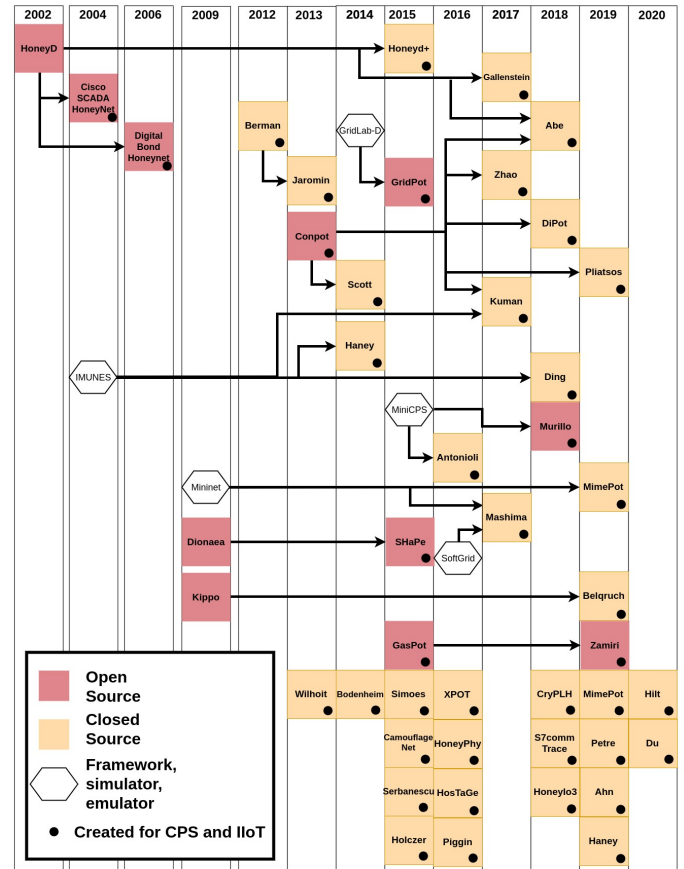 2002 2004 2006 2009 2012 2013 2014 2015 2016 2017 2018 2019 2020
HoneyD
Honeyd+
Gallenstein
Cisco
SCADA
HoneyNet
Digital
Bond
Honeynet
Berman
GridLab-D
Abe
Jaromin
GridPot
Zhao
Conpot
DiPot
Scott
Pliatsos
Kuman
Haney
IMUNES
Ding
MiniCPS
Murillo
Antonioli
Mininet
MimePot
Mashima
Dionaea
SHaPe
SoftGrid
Kippo
Belqruch
GasPot
Zamiri
Wilhoit
Bodenheim
Simoes
XPOT
CryPLH
MimePot
Hilt
Camouflage
Net
HoneyPhy
S7comm
Trace
Petre
Du
Serbanescu
HosTaGe
Honeylo3
Ahn
Holczer
Piggin
Haney
Open
Source
Closed
Source
Framework,
simulator,
emulator
Created for CPS and IIoT